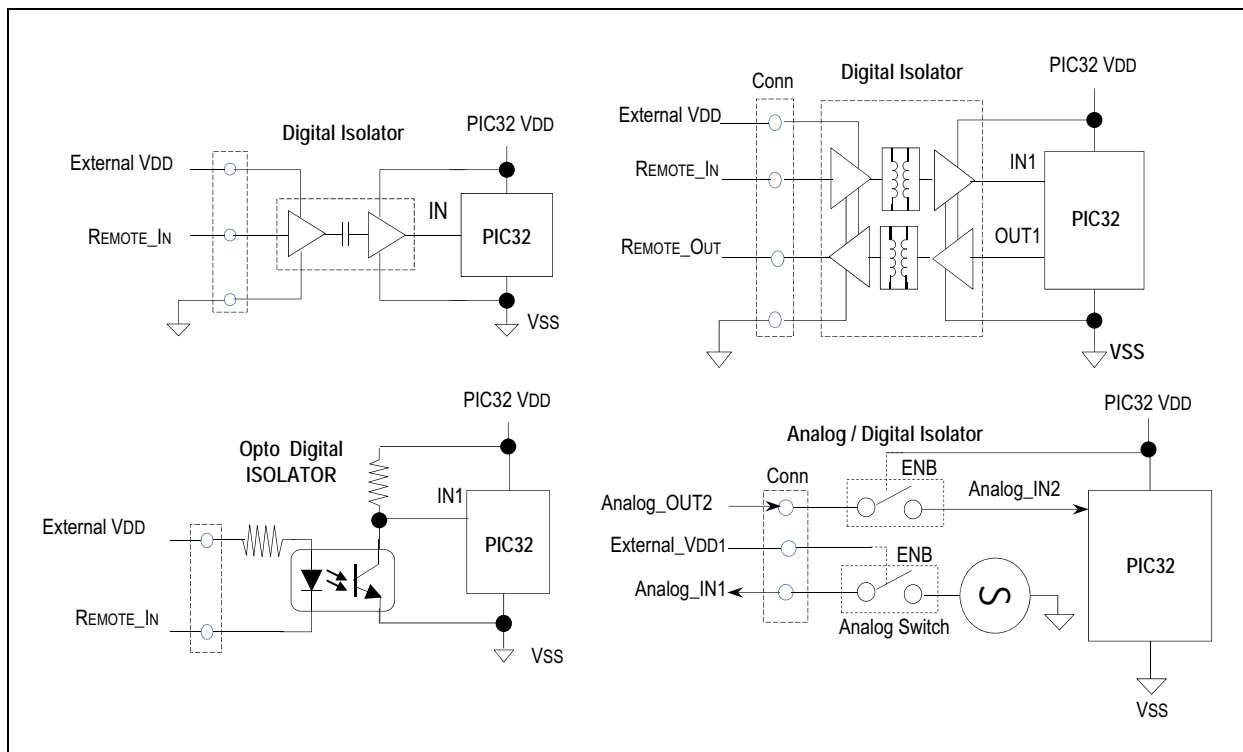 Digital Isolator
PIC32 VDD
External VDD
IN
REMOTE_IN
PIC32
VSS
Conn
Digital Isolator
PIC32 VDD
External VDD
REMOTE_IN
IN1
PIC32
REMOTE_OUT
OUT1
VSS
PIC32 VDD
Opto Digital
ISOLATOR
IN1
External VDD
PIC32
REMOTE_IN
VSS
PIC32 VDD
Analog / Digital Isolator
Conn
ENB
Analog_OUT2
Analog_IN2
External_VDD1
ENB
Analog_IN1
PIC32
S
Analog Switch
VSS